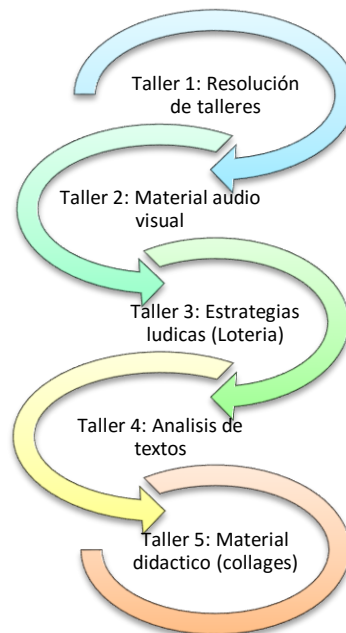 Taller 1: Resolución
de talleres
Taller 2: Material audio
visual
Taller 3: Estrategias
ludicas (Loteria)
Taller 4: Analisis de
textos
Taller 5: Material
didactico (collages)